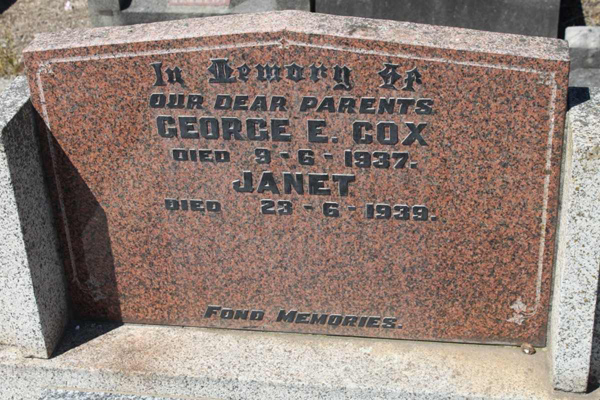 In Memory Of
OUR DEAR PARENTS
GEORGE E. COX
DIED 9-6-1937.
JANET
DIED 23-6-1939.
FOND MEMORIES.